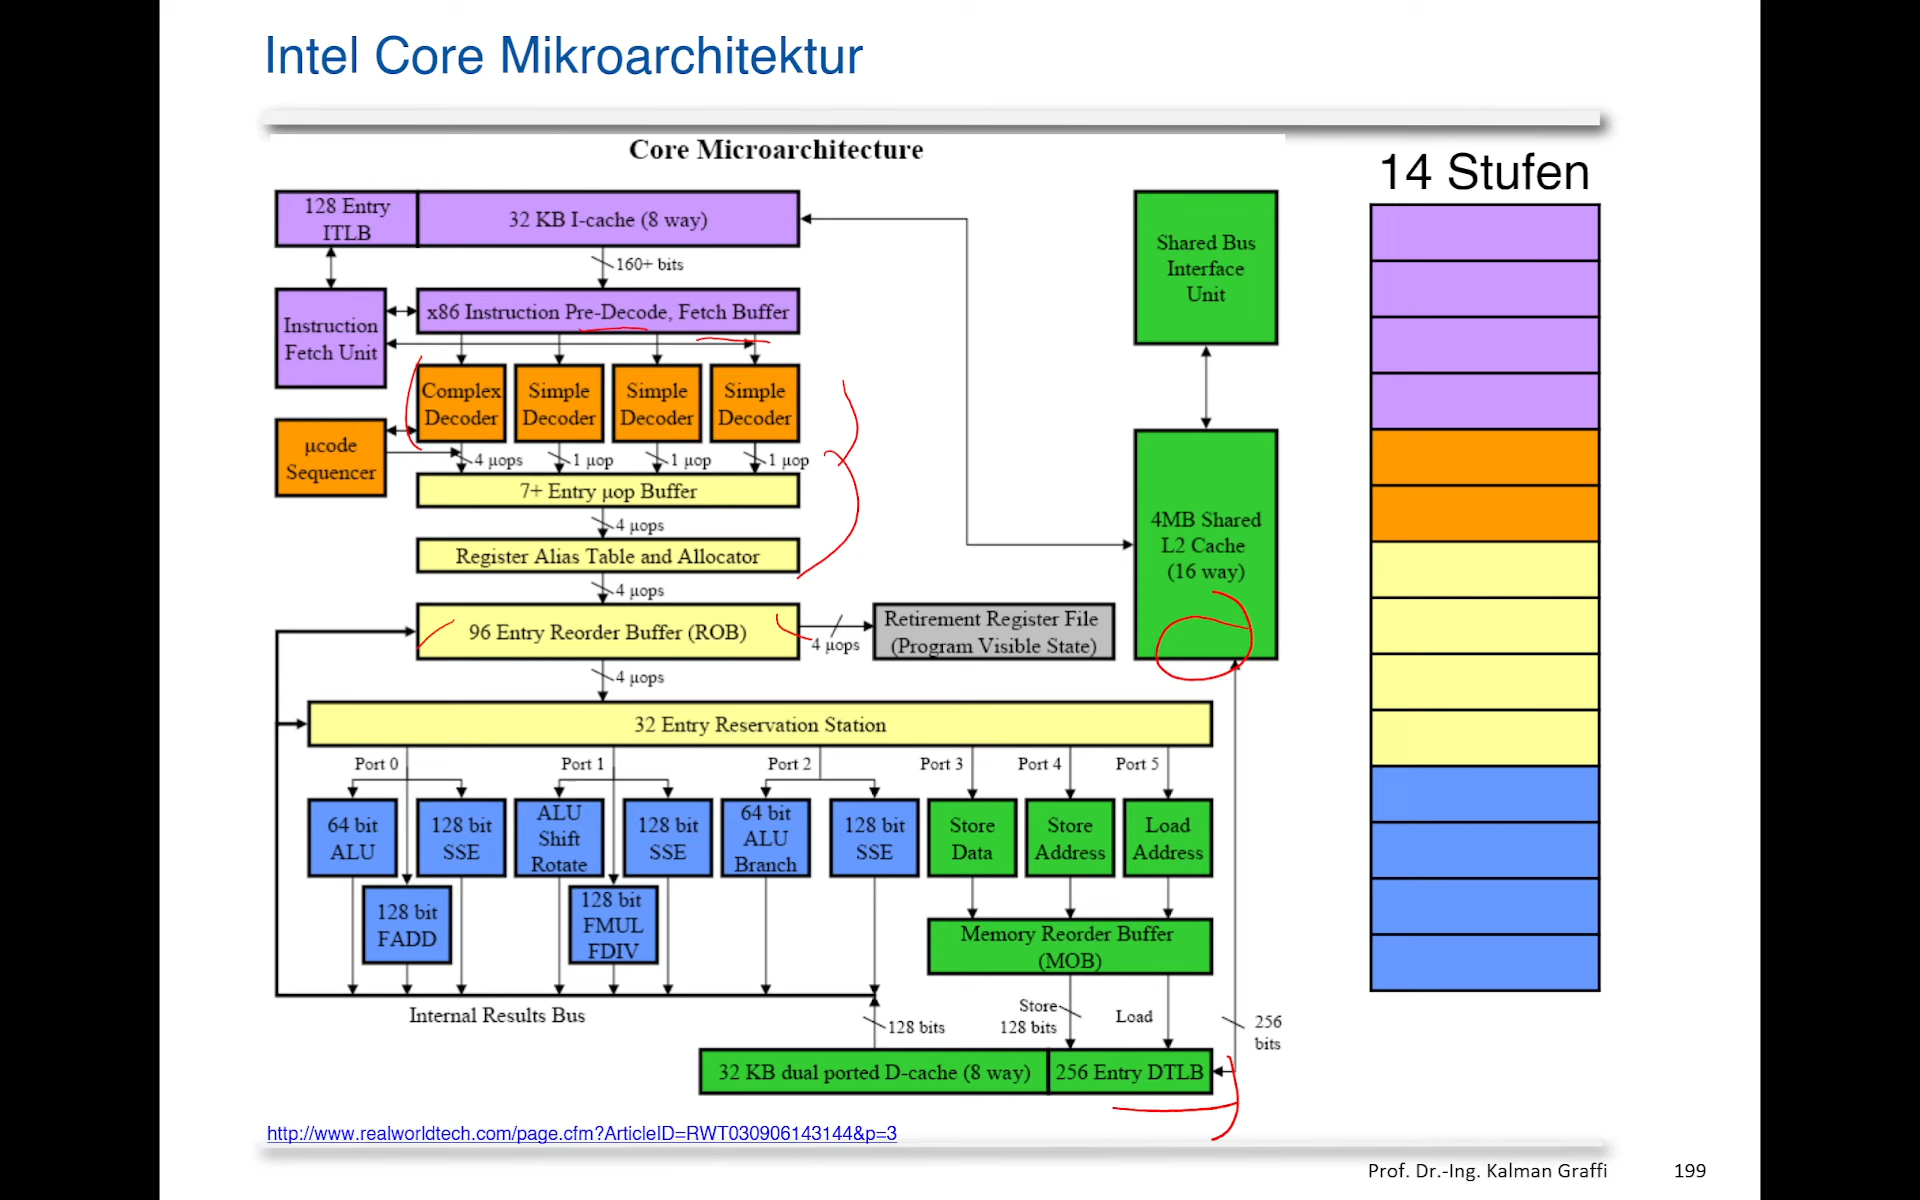 Intel Core Mikroarchitektur
Core Microarchitecture
14 Stufen
128 Entry
ITLB
32 KB I-cache (8 way)
160+ bits
Instruction
Fetch Unit
x86 Instruction Pre-Decode, Fetch Buffer
Complex
Decoder
Simple
Decoder
Simple
Decoder
Simple
Decoder
µcode
Sequencer
4 µops
1 µop
1 µop
1 µop
7+ Entry µop Buffer
4 µops
Register Alias Table and Allocator
4 µops
96 Entry Reorder Buffer (ROB)
4 µops
Retirement Register File
(Program Visible State)
4 µops
Shared Bus
Interface
Unit
4MB Shared
L2 Cache
(16 way)
32 Entry Reservation Station
Port 0
Port 1
Port 2
Port 3
Port 4
Port 5
64 bit
ALU
128 bit
SSE
ALU
Shift
Rotate
128 bit
SSE
64 bit
ALU
Branch
128 bit
SSE
Store
Data
Store
Address
Load
Address
128 bit
FADD
128 bit
FMUL
FDIV
Memory Reorder Buffer
(MOB)
Internal Results Bus
128 bits
Store
128 bits
Load
256
bits
32 KB dual ported D-cache (8 way)
256 Entry DTLB
http://www.realworldtech.com/page.cfm?ArticleID=RWT030906143144&p=3
Prof. Dr.-Ing. Kalman Graffi
199